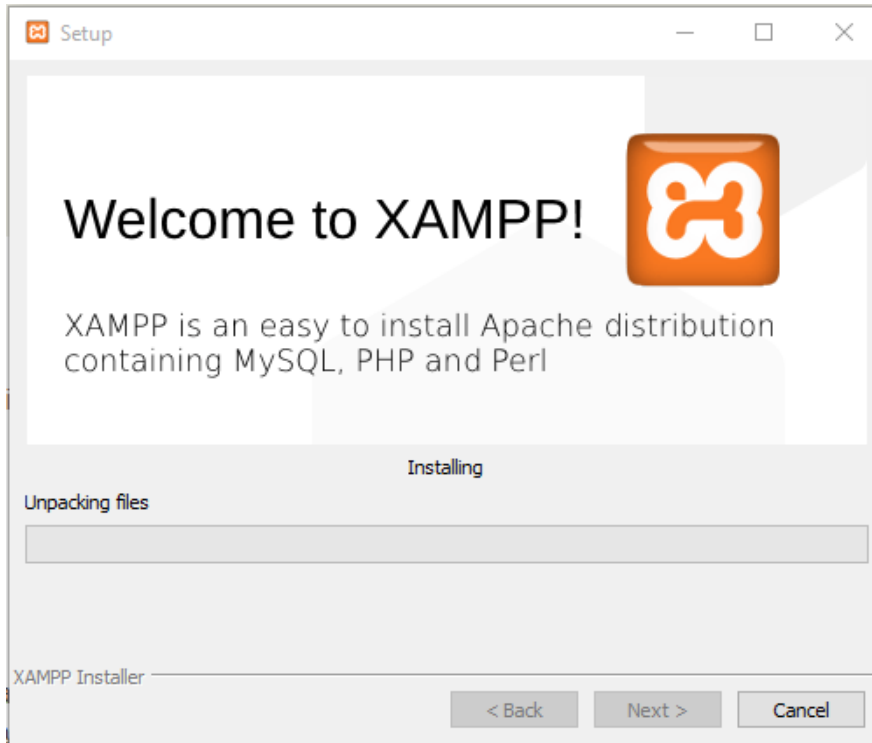 Setup
Welcome to XAMPP!
XAMPP is an easy to install Apache distribution
containing MySQL, PHP and Perl
Installing
Unpacking files
XAMPP Installer
< Back
Next >
Cancel